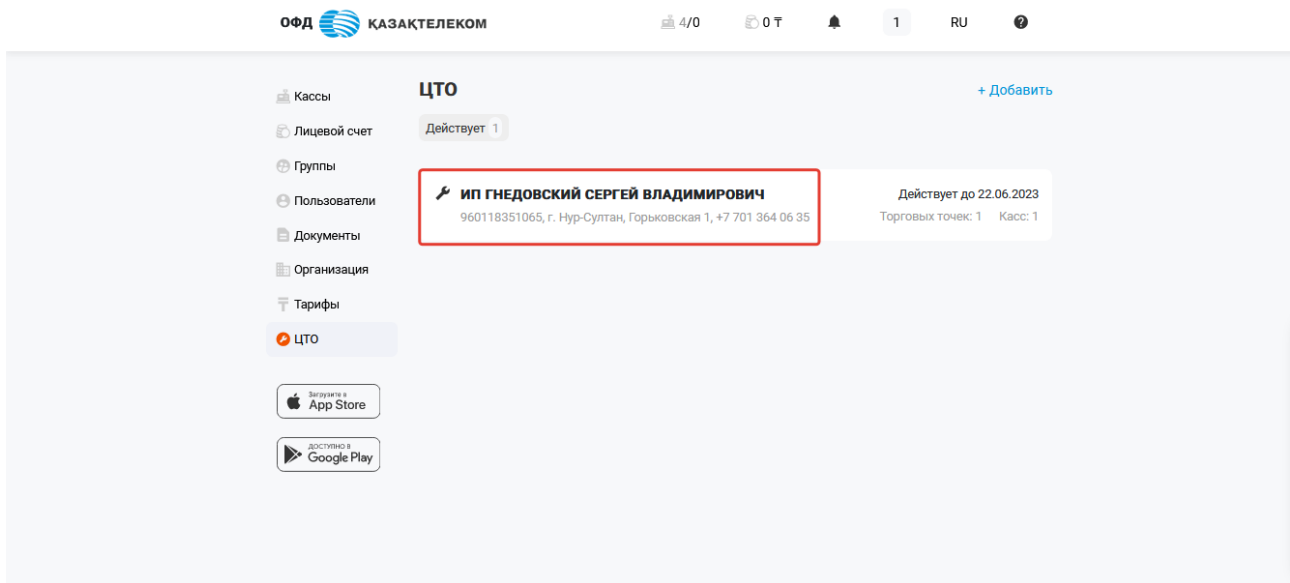 ОФД ҚАЗАҚТЕЛЕКОМ 4/0 0 ₸ 1 RU ?
Кассы
Лицевой счет
Группы
Пользователи
Документы
Организация
Тарифы
ЦТО
Загрузите в
App Store
ДОСТУПНО В
Google Play
ЦТО
+ Добавить
Действует 1
ИП ГНЕДОВСКИЙ СЕРГЕЙ ВЛАДИМИРОВИЧ
960118351065, г. Нур-Султан, Горьковская 1, +7 701 364 06 35
Действует до 22.06.2023
Торговых точек: 1 Касс: 1